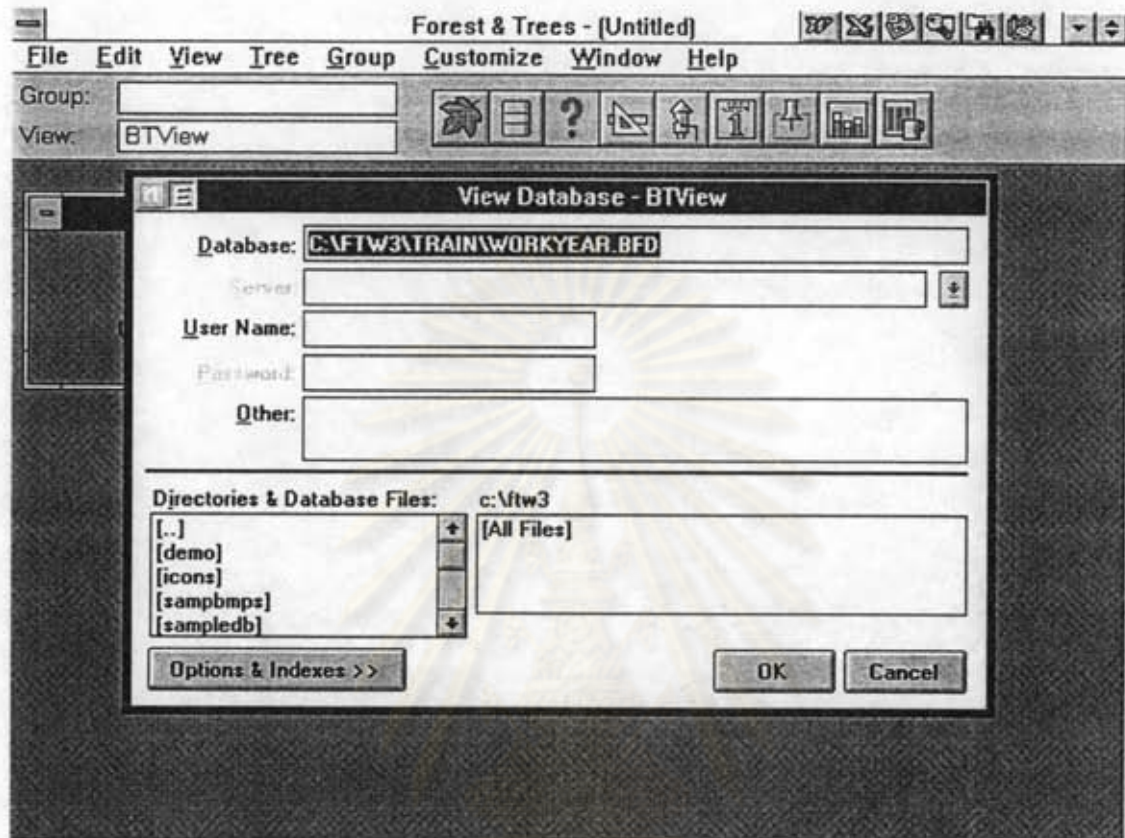 Forest & Trees - (Untitled)
File Edit View Tree Group Customize Window Help
Group:
View: BTView
View Database - BTView
Database: C:\FTW3\TRAIN\WORKYEAR.BFD
Server:
User Name:
Password:
Other:
Directories & Database Files: c:\ftw3
[..] [All Files]
[demo]
[icons]
[sampbmps]
[sampledb]
Options & Indexes >> OK Cancel